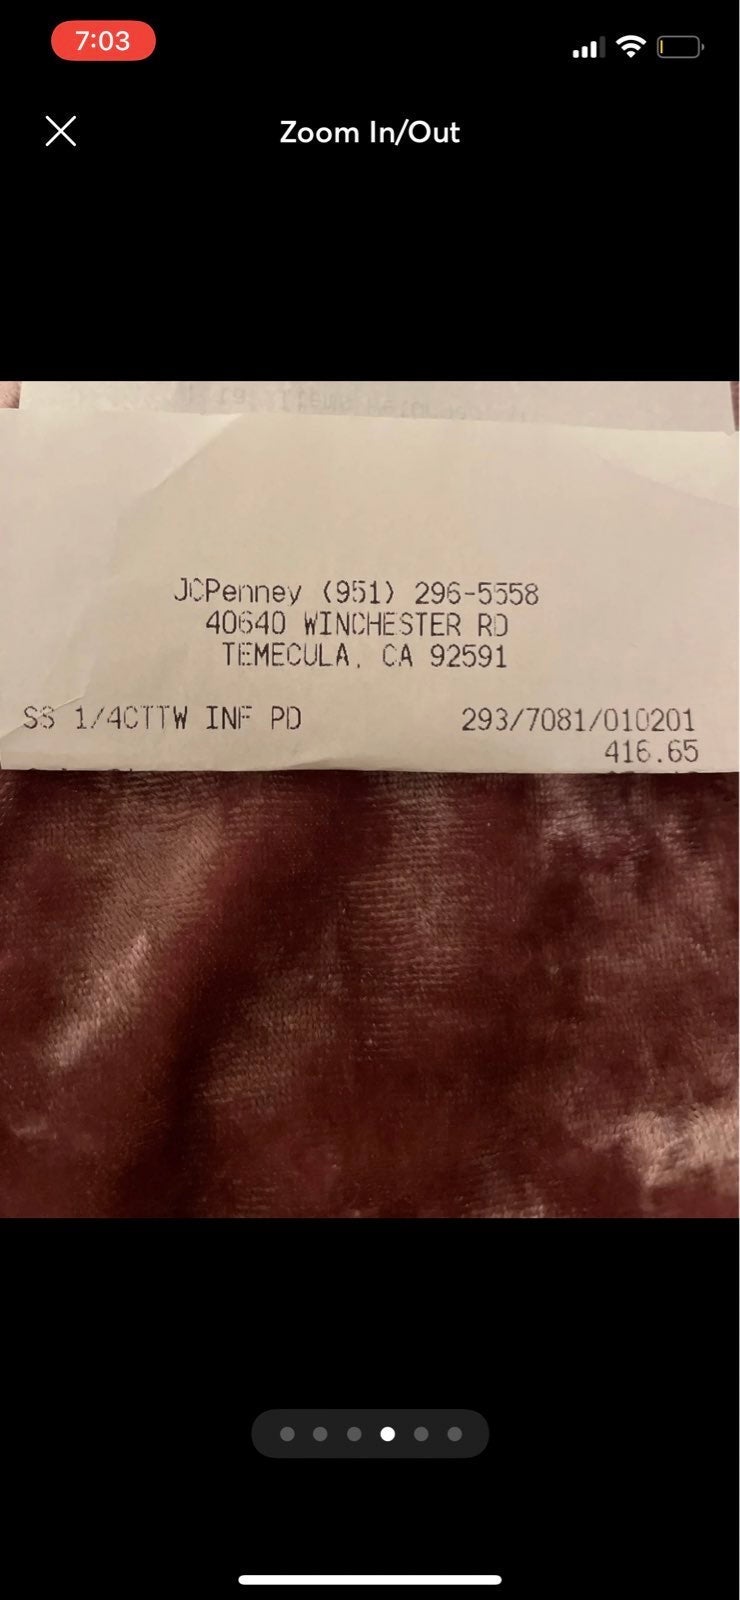 7:03
Zoom In/Out
JCPenney (951) 296-5558
40640 WINCHESTER RD
TEMECULA, CA 92591
SS 1/4CTTW INF PD 293/7081/010201
416.65